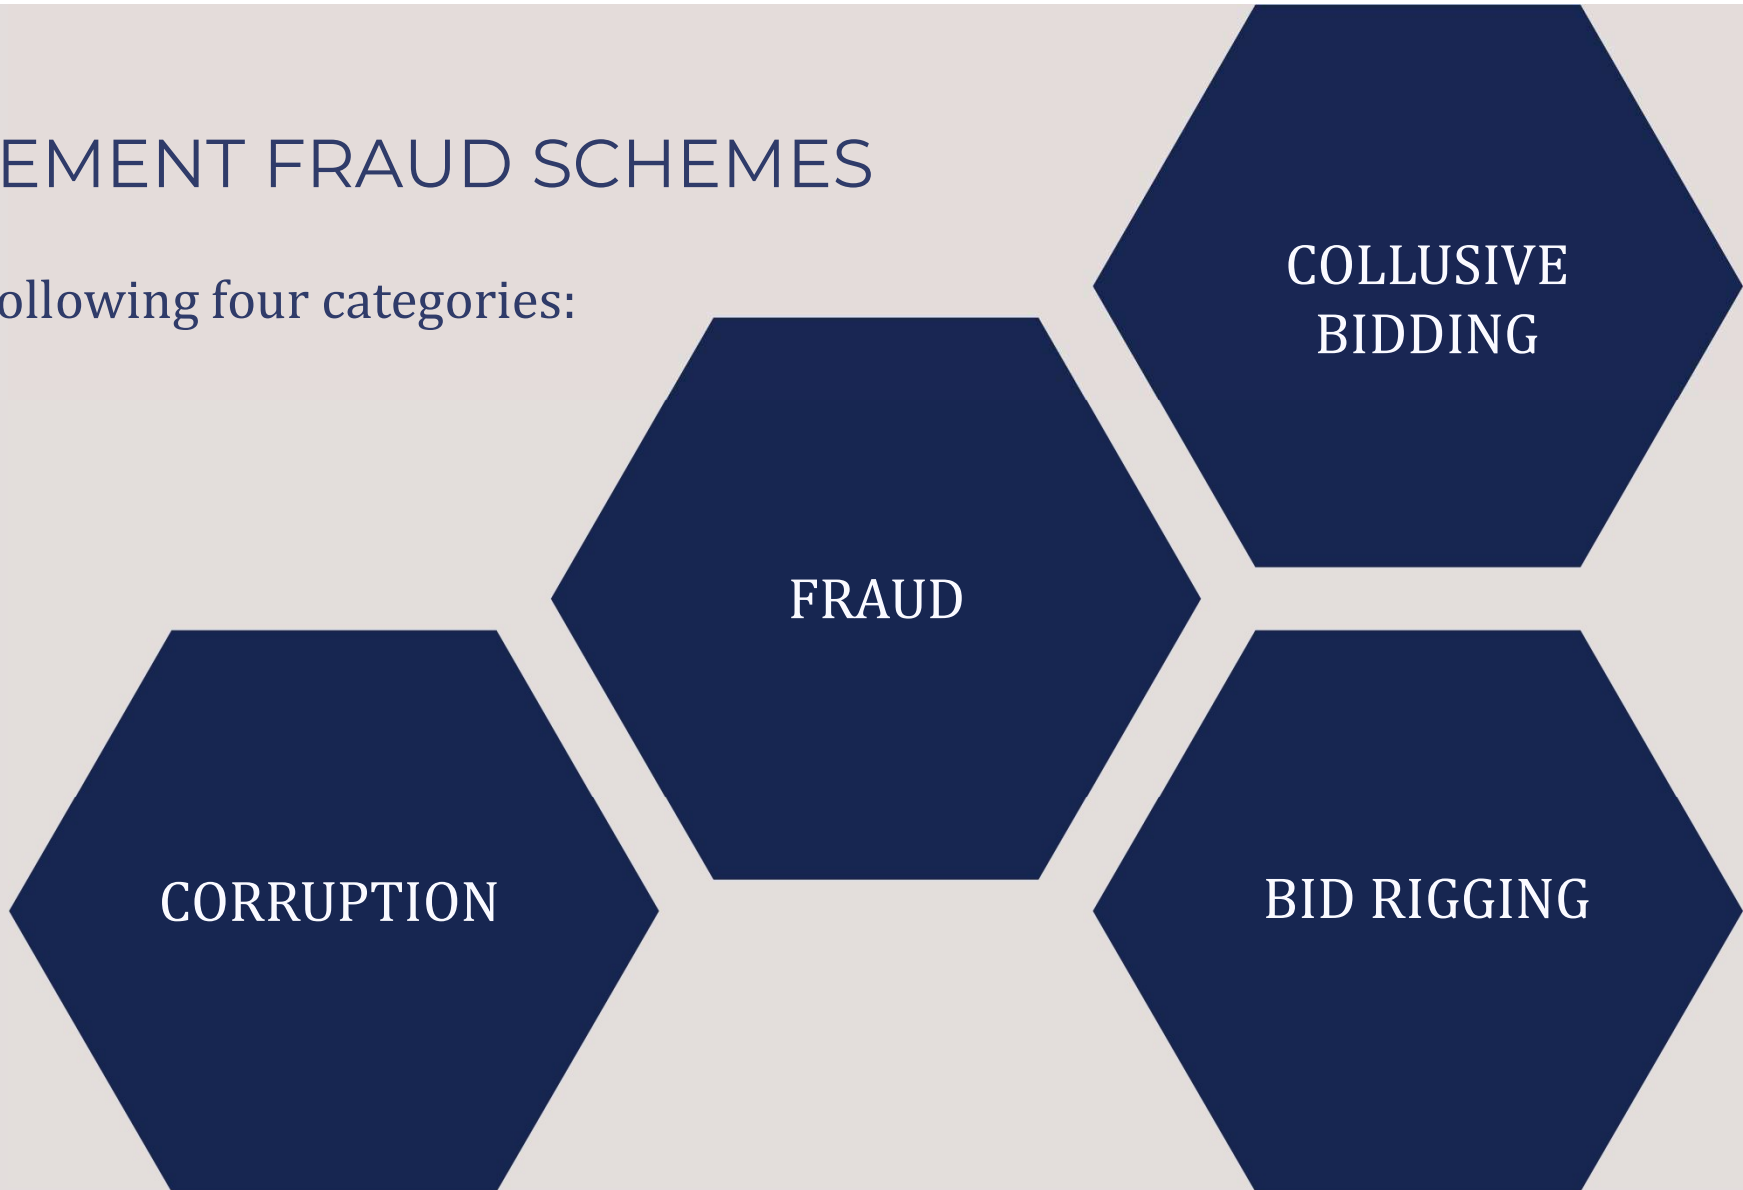 EMENT FRAUD SCHEMES
ollowing four categories:
COLLUSIVE
BIDDING
FRAUD
CORRUPTION
BID RIGGING